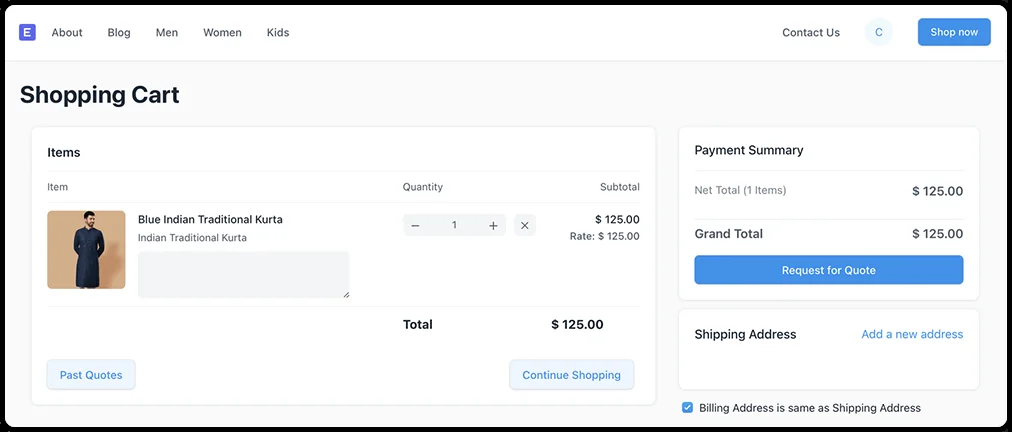 E About Blog Men Women Kids Contact Us C Shop now
Shopping Cart
Items
Item Quantity Subtotal
Blue Indian Traditional Kurta
Indian Traditional Kurta
1
$ 125.00
Rate: $ 125.00
Total $ 125.00
Past Quotes Continue Shopping
Payment Summary
Net Total (1 Items) $ 125.00
Grand Total $ 125.00
Request for Quote
Shipping Address Add a new address
Billing Address is same as Shipping Address